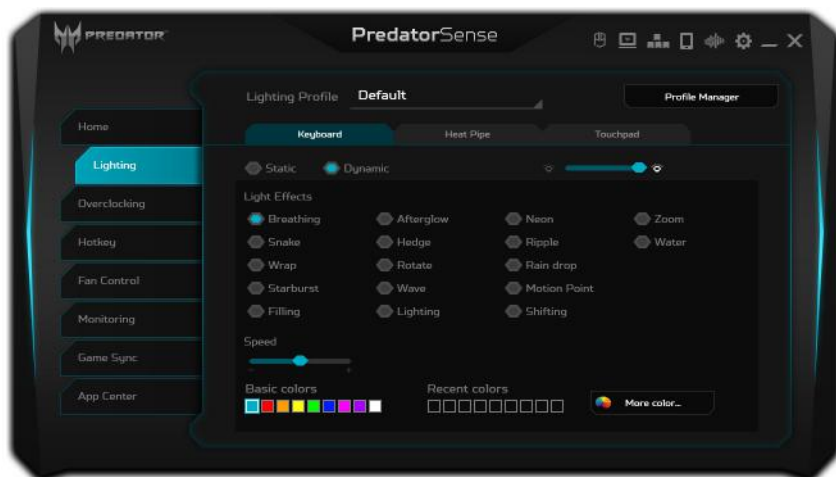 PREDATOR
PredatorSense
Lighting Profile Default Profile Manager
Keyboard Heat Pipe Touchpad
Home
Lighting
Overclocking
Hotkey
Fan Control
Monitoring
Game Sync
App Center
Static Dynamic
Light Effects
Breathing Afterglow Neon Zoom
Snake Hedge Ripple Water
Wrap Rotate Rain drop
Starburst Wave Motion Point
Filling Lighting Shifting
Speed
- +
Basic colors Recent colors More color...